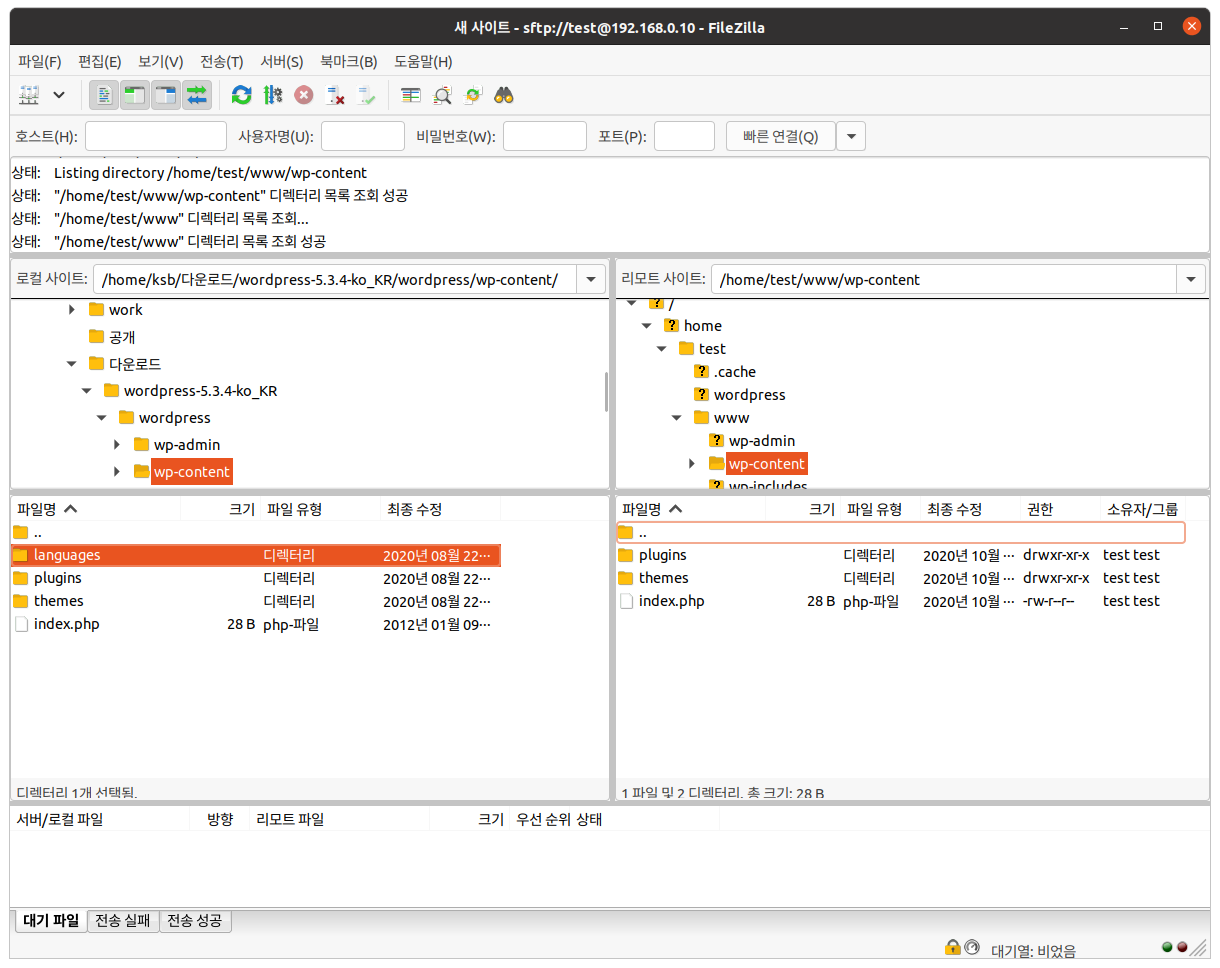 새 사이트 - sftp://test@192.168.0.10 - FileZilla
파일(F) 편집(E) 보기(V) 전송(T) 서버(S) 북마크(B) 도움말(H)
호스트(H): 사용자명(U): 비밀번호(W): 포트(P): 빠른 연결(Q)
상태: Listing directory /home/test/www/wp-content
상태: "/home/test/www/wp-content" 디렉터리 목록 조회 성공
상태: "/home/test/www" 디렉터리 목록 조회...
상태: "/home/test/www" 디렉터리 목록 조회 성공
로컬 사이트: /home/ksb/다운로드/wordpress-5.3.4-ko_KR/wordpress/wp-content/
work
공개
다운로드
wordpress-5.3.4-ko_KR
wordpress
wp-admin
wp-content
리모트 사이트: /home/test/www/wp-content
/
home
test
.cache
wordpress
www
wp-admin
wp-content
wp-includes
파일명 크기 파일 유형 최종 수정
..
languages 디렉터리 2020년 08월 22⋯
plugins 디렉터리 2020년 08월 22⋯
themes 디렉터리 2020년 08월 22⋯
index.php 28 B php-파일 2012년 01월 09⋯
디렉터리 1개 선택됨.
파일명 크기 파일 유형 최종 수정 권한 소유자/그룹
..
plugins 디렉터리 2020년 10월 ⋯ drwxr-xr-x test test
themes 디렉터리 2020년 10월 ⋯ drwxr-xr-x test test
index.php 28 B php-파일 2020년 10월 ⋯ -rw-r--r-- test test
1 파일 및 2 디렉터리. 총 크기: 28 B
서버/로컬 파일 방향 리모트 파일 크기 우선 순위 상태
대기 파일 전송 실패 전송 성공
대기열: 비었음